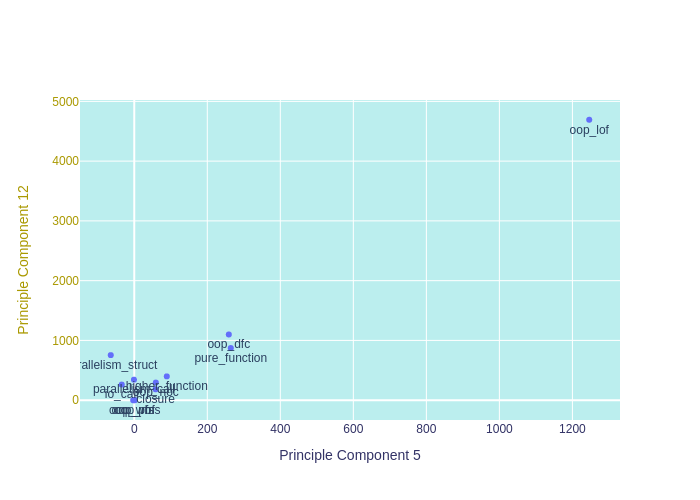 5000
4000
3000
2000
1000
0
Principle Component 12
oop_lof
oop_dfc
pure_function
rallelism_struct
higher_function
closure
0
200
400
600
800
1000
1200
Principle Component 5